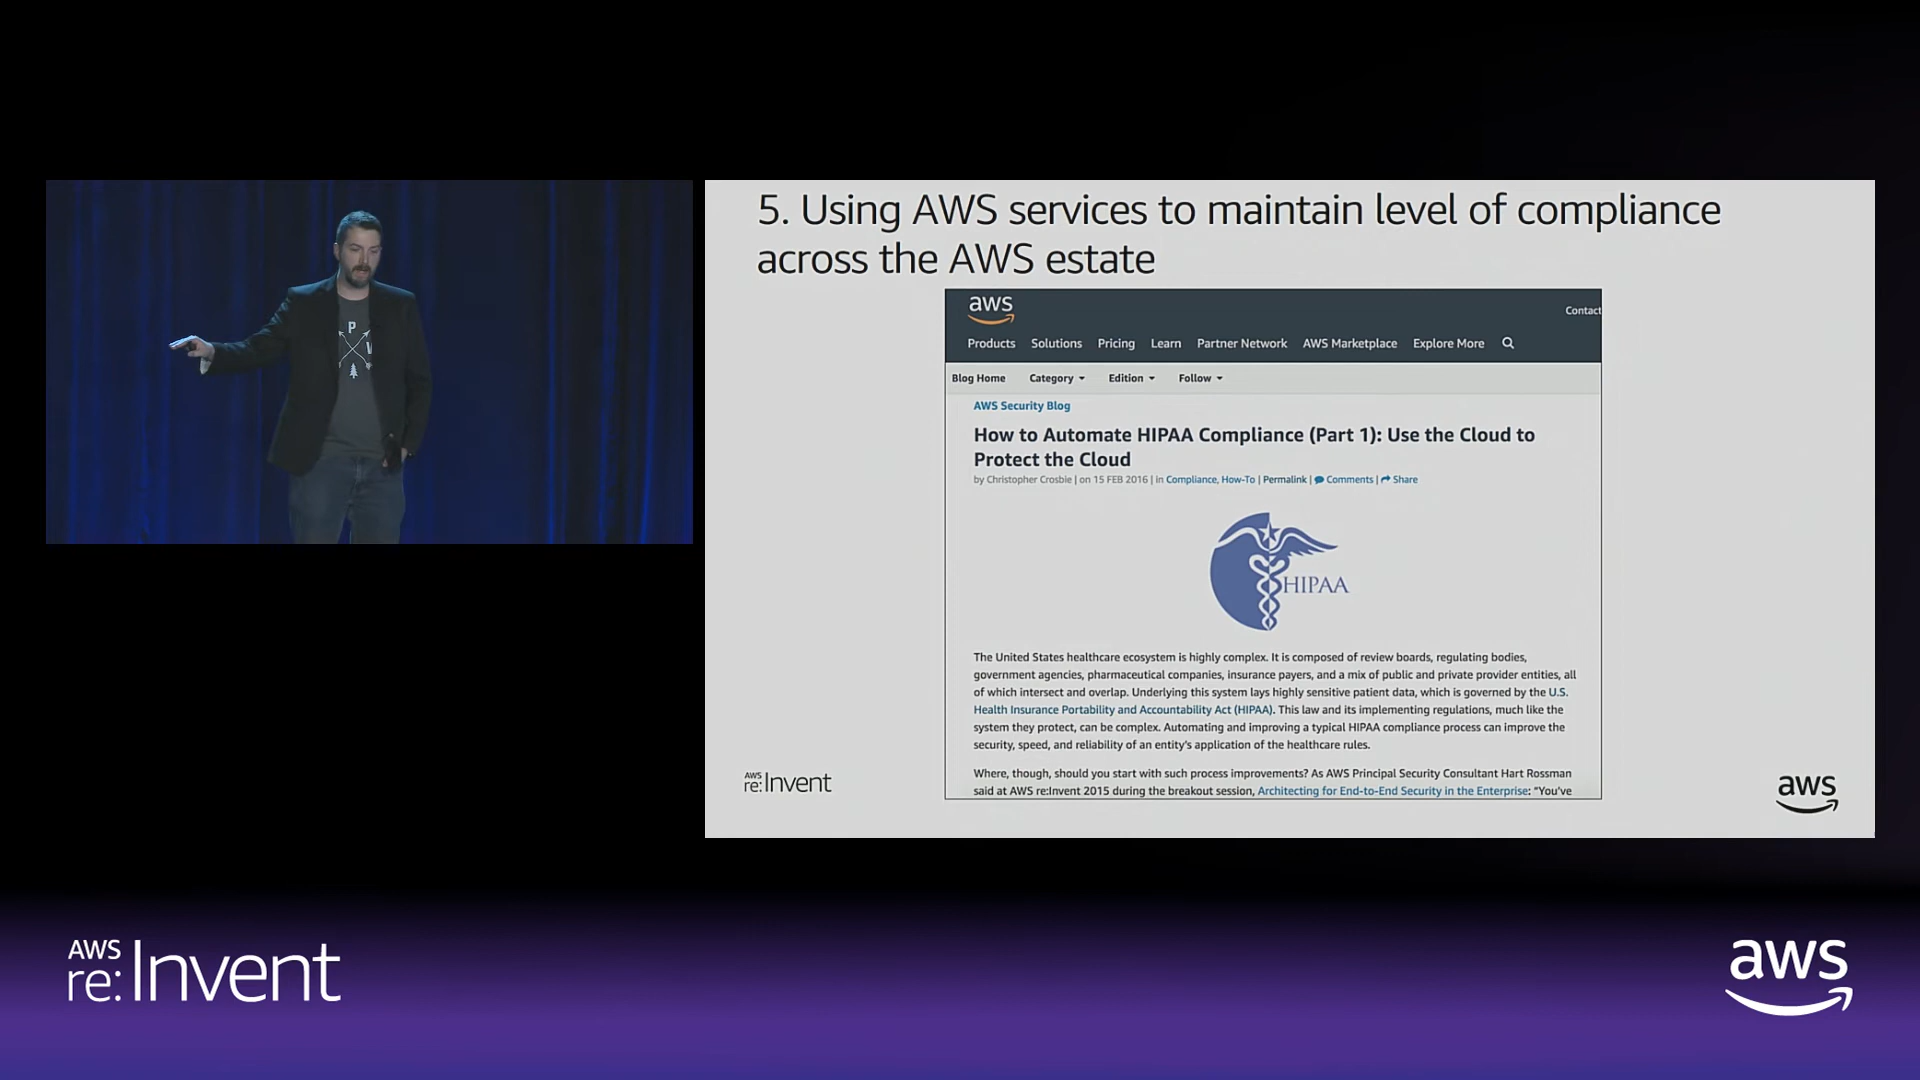 P
W
5. Using AWS services to maintain level of compliance
across the AWS estate
aws
Contact
Products Solutions Pricing Learn Partner Network AWS Marketplace Explore More
Blog Home Category Edition Follow
AWS Security Blog
How to Automate HIPAA Compliance (Part 1): Use the Cloud to
Protect the Cloud
by Christopher Crosbie | on 15 FEB 2016 | in Compliance, How-To | Permalink | Comments | Share
HIPAA
The United States healthcare ecosystem is highly complex. It is composed of review boards, regulating bodies,
government agencies, pharmaceutical companies, insurance payers, and a mix of public and private provider entities, all
of which intersect and overlap. Underlying this system lays highly sensitive patient data, which is governed by the U.S.
Health Insurance Portability and Accountability Act (HIPAA). This law and its implementing regulations, much like the
system they protect, can be complex. Automating and improving a typical HIPAA compliance process can improve the
security, speed, and reliability of an entity's application of the healthcare rules.
Where, though, should you start with such process improvements? As AWS Principal Security Consultant Hart Rossman
said at AWS re:Invent 2015 during the breakout session, Architecting for End-to-End Security in the Enterprise: "You've
AWS
re:Invent
aws
AWS
re:Invent
aws